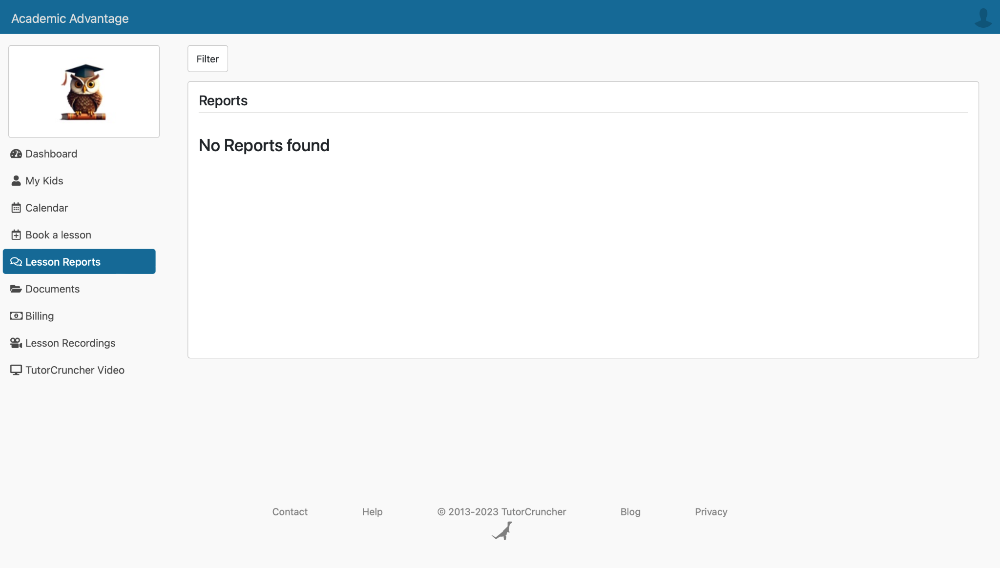 Academic Advantage
Filter
Reports
No Reports found
Dashboard
My Kids
Calendar
Book a lesson
Lesson Reports
Documents
Billing
Lesson Recordings
TutorCruncher Video
Contact
Help
© 2013-2023 TutorCruncher
Blog
Privacy